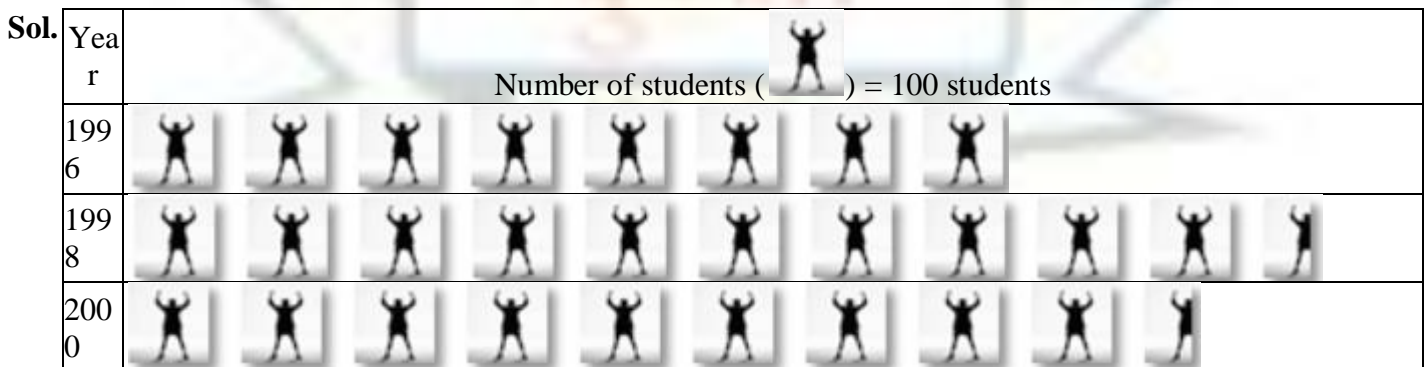 Sol.
Yea
r
Number of students ( ) = 100 students
199
6
199
8
200
0